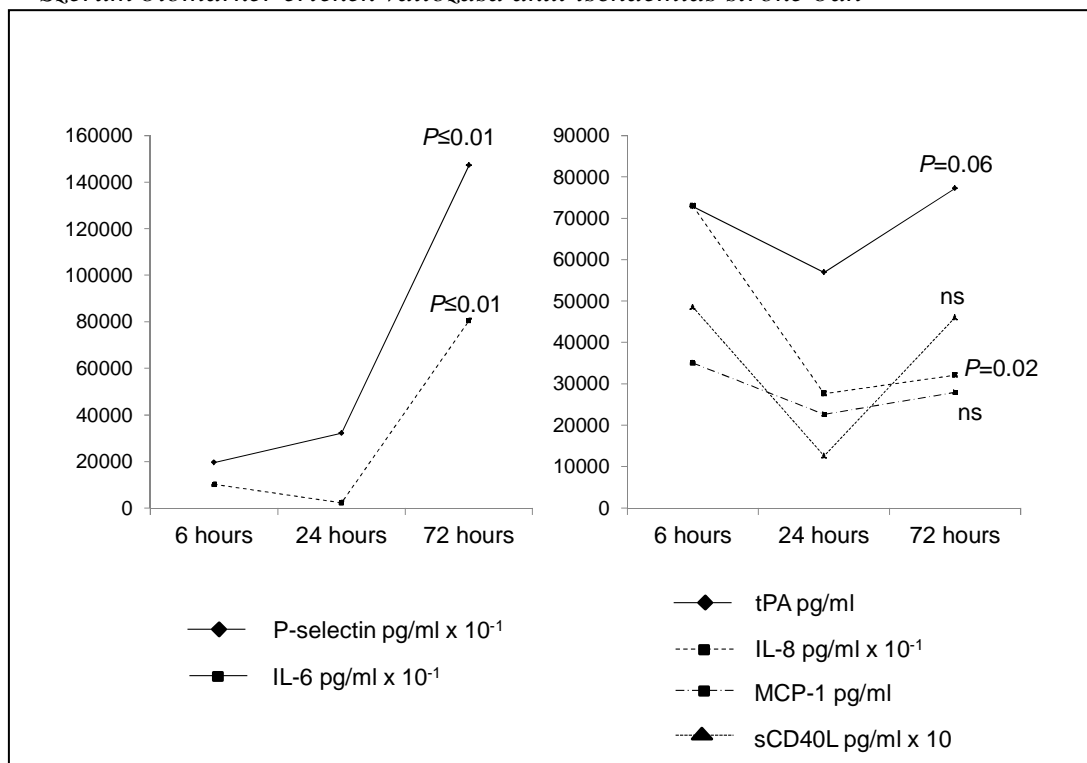 160000
140000
120000
100000
80000
60000
40000
20000
0
P≤0.01
P≤0.01
6 hours 24 hours 72 hours
P-selectin pg/ml x 10⁻¹
IL-6 pg/ml x 10⁻¹
90000
80000
70000
60000
50000
40000
30000
20000
10000
0
P=0.06
ns
P=0.02
ns
6 hours 24 hours 72 hours
tPA pg/ml
IL-8 pg/ml x 10⁻¹
MCP-1 pg/ml
sCD40L pg/ml x 10